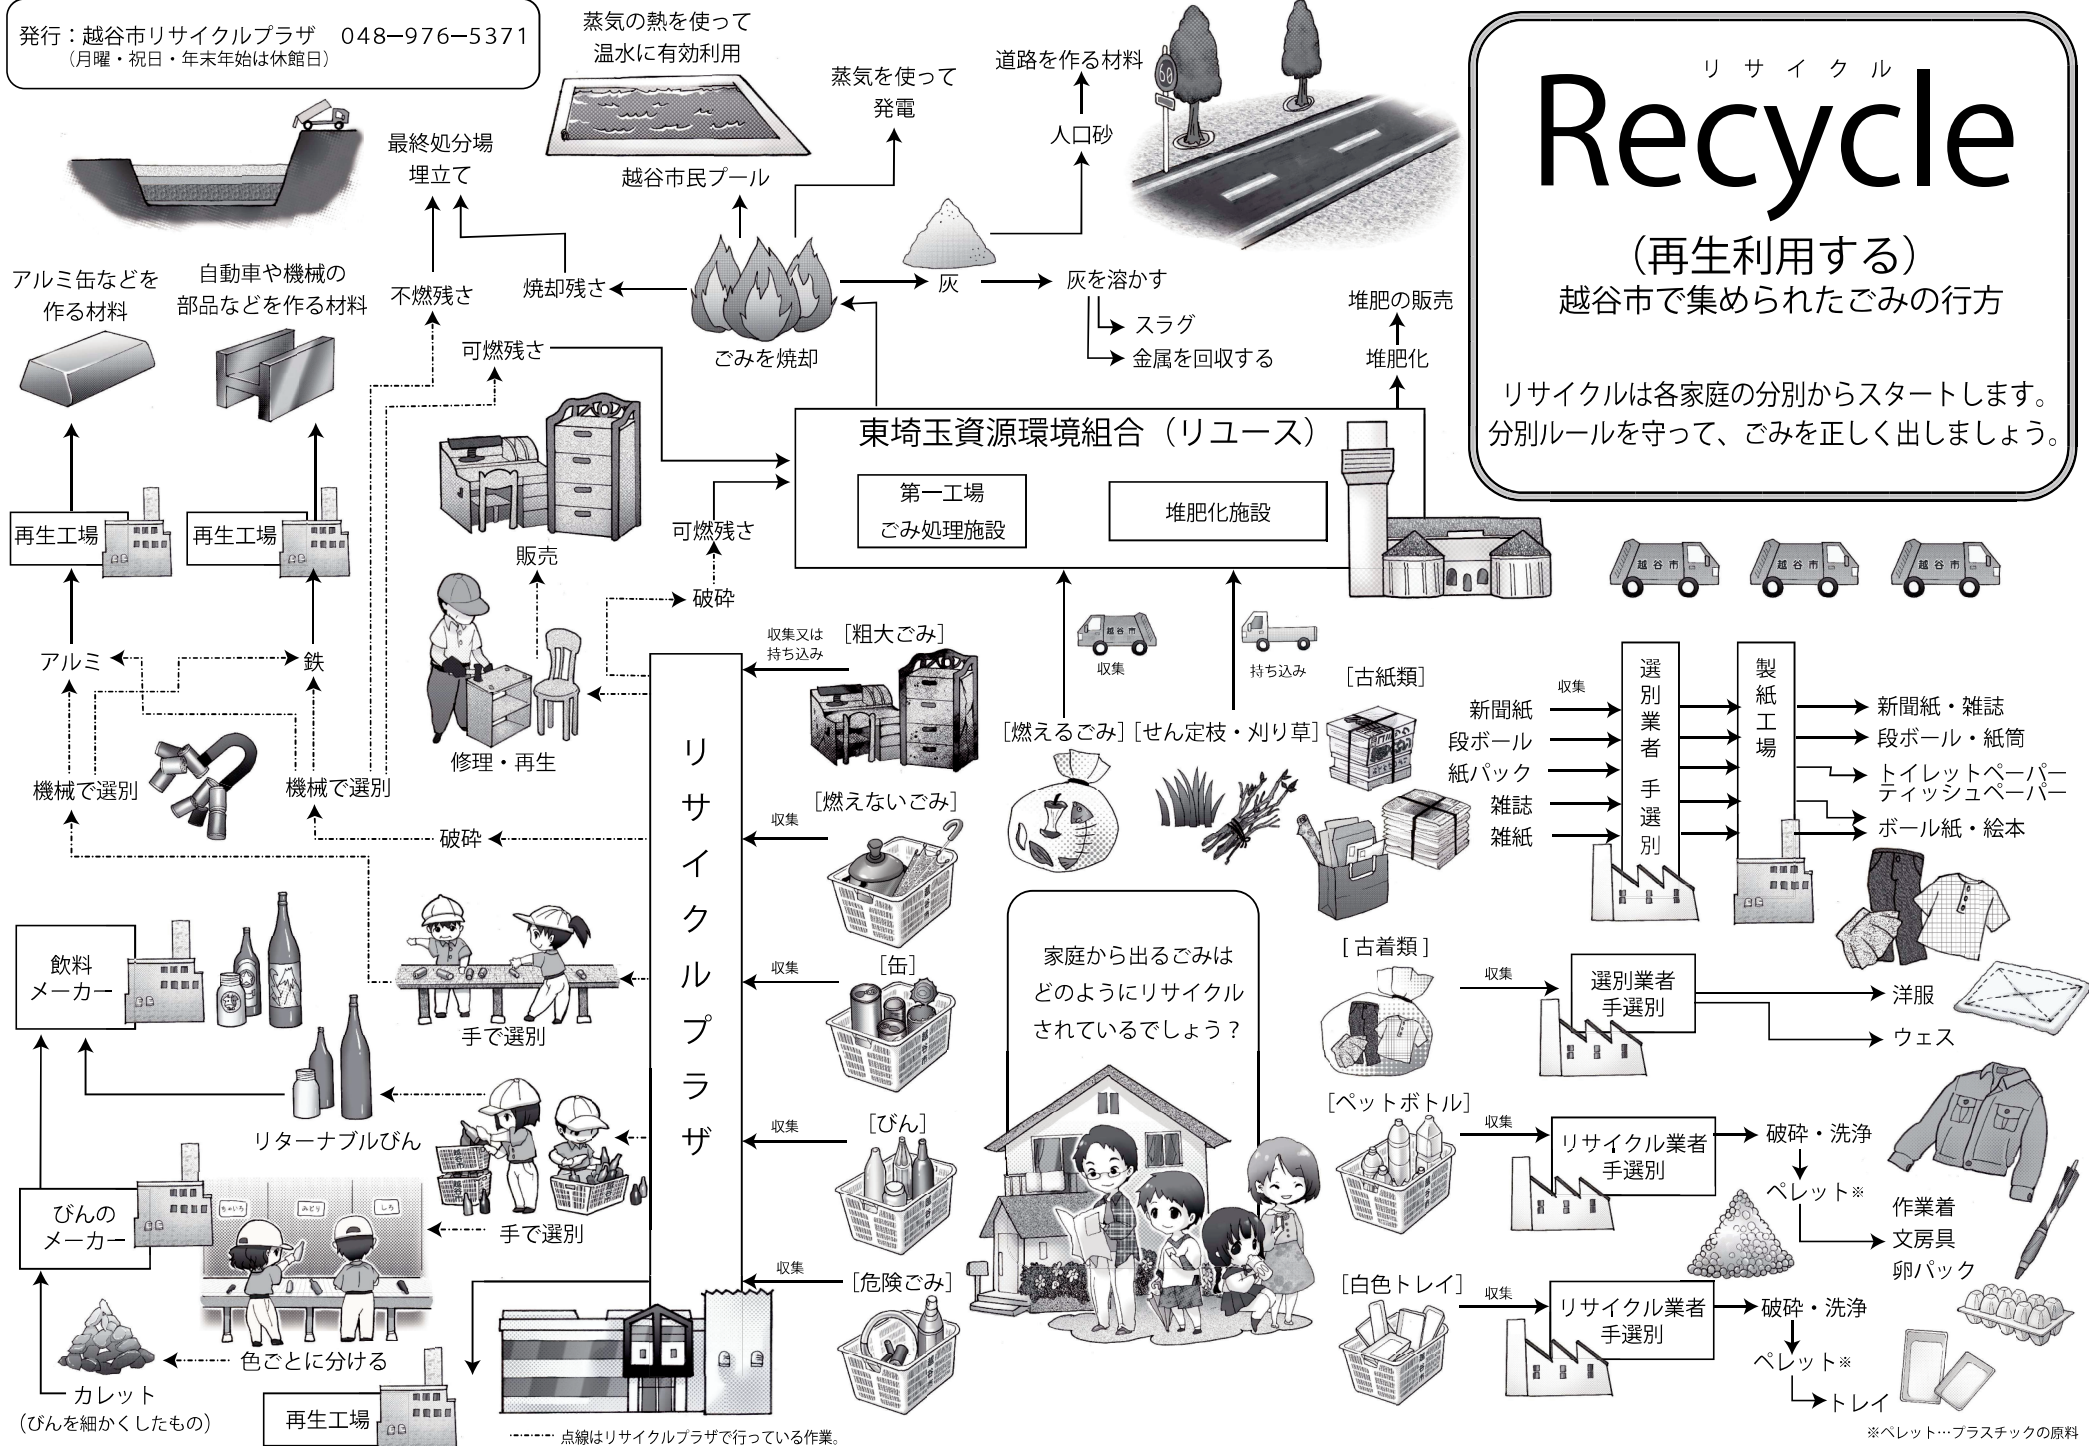 発行：越谷市リサイクルプラザ　048−976−5371
（月曜・祝日・年末年始は休館日）
リサイクル
Recycle
（再生利用する）
越谷市で集められたごみの行方
リサイクルは各家庭の分別からスタートします。
分別ルールを守って、ごみを正しく出しましょう。
蒸気の熱を使って
温水に有効利用
越谷市民プール
蒸気を使って
発電
道路を作る材料
人口砂
60
最終処分場
埋立て
アルミ缶などを
作る材料
自動車や機械の
部品などを作る材料
不燃残さ
焼却残さ
ごみを焼却
灰
灰を溶かす
スラグ
金属を回収する
堆肥の販売
堆肥化
可燃残さ
東埼玉資源環境組合（リユース）
第一工場
ごみ処理施設
堆肥化施設
再生工場
再生工場
販売
可燃残さ
破砕
越谷市
越谷市
越谷市
アルミ
鉄
修理・再生
機械で選別
機械で選別
破砕
リサイクルプラザ
収集又は
持ち込み
［粗大ごみ］
越谷市
収集
持ち込み
［燃えるごみ］
［せん定枝・刈り草］
［燃えないごみ］
収集
［缶］
収集
［びん］
収集
［危険ごみ］
収集
［古紙類］
収集
新聞紙
段ボール
紙パック
雑誌
雑紙
選別業者　手選別
製紙工場
新聞紙・雑誌
段ボール・紙筒
トイレットペーパー
ティッシュペーパー
ボール紙・絵本
家庭から出るごみは
どのようにリサイクル
されているでしょう？
［古着類］
収集
選別業者
手選別
洋服
ウェス
［ペットボトル］
収集
リサイクル業者
手選別
破砕・洗浄
ペレット※
作業着
文房具
卵パック
［白色トレイ］
収集
リサイクル業者
手選別
破砕・洗浄
ペレット※
トレイ
※ペレット…プラスチックの原料
飲料
メーカー
手で選別
リターナブルびん
手で選別
びんの
メーカー
ちゃいろ
みどり
しろ
色ごとに分ける
カレット
（びんを細かくしたもの）
再生工場
点線はリサイクルプラザで行っている作業。